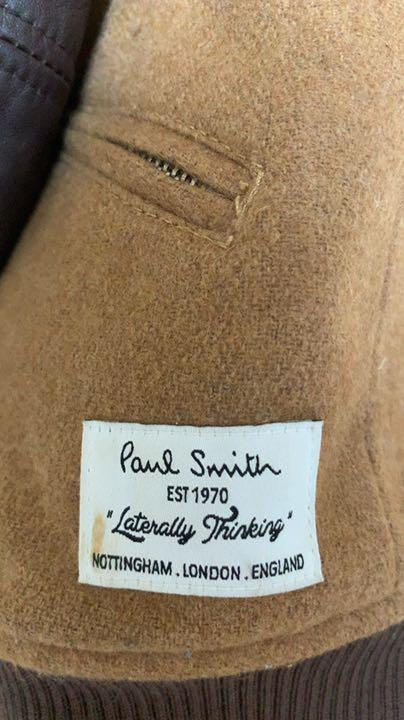 Paul Smith
EST 1970
"Laterally Thinking"
NOTTINGHAM . LONDON . ENGLAND